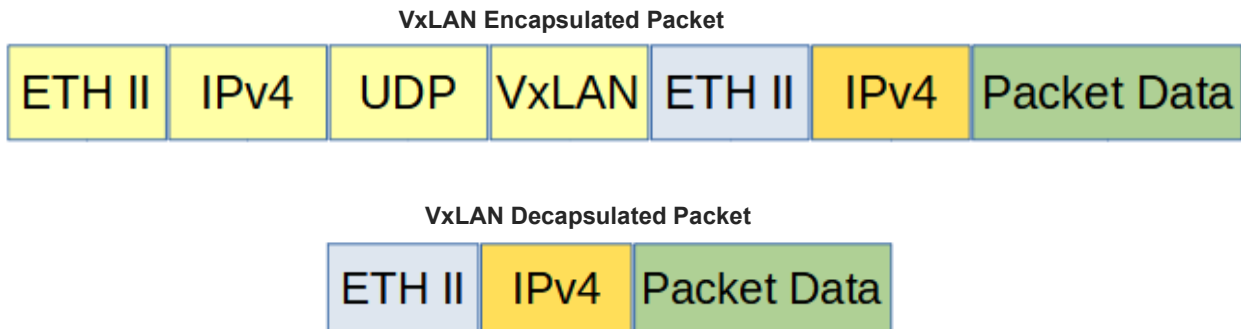 VxLAN Encapsulated Packet
ETH II IPv4 UDP VxLAN ETH II IPv4 Packet Data
VxLAN Decapsulated Packet
ETH II IPv4 Packet Data